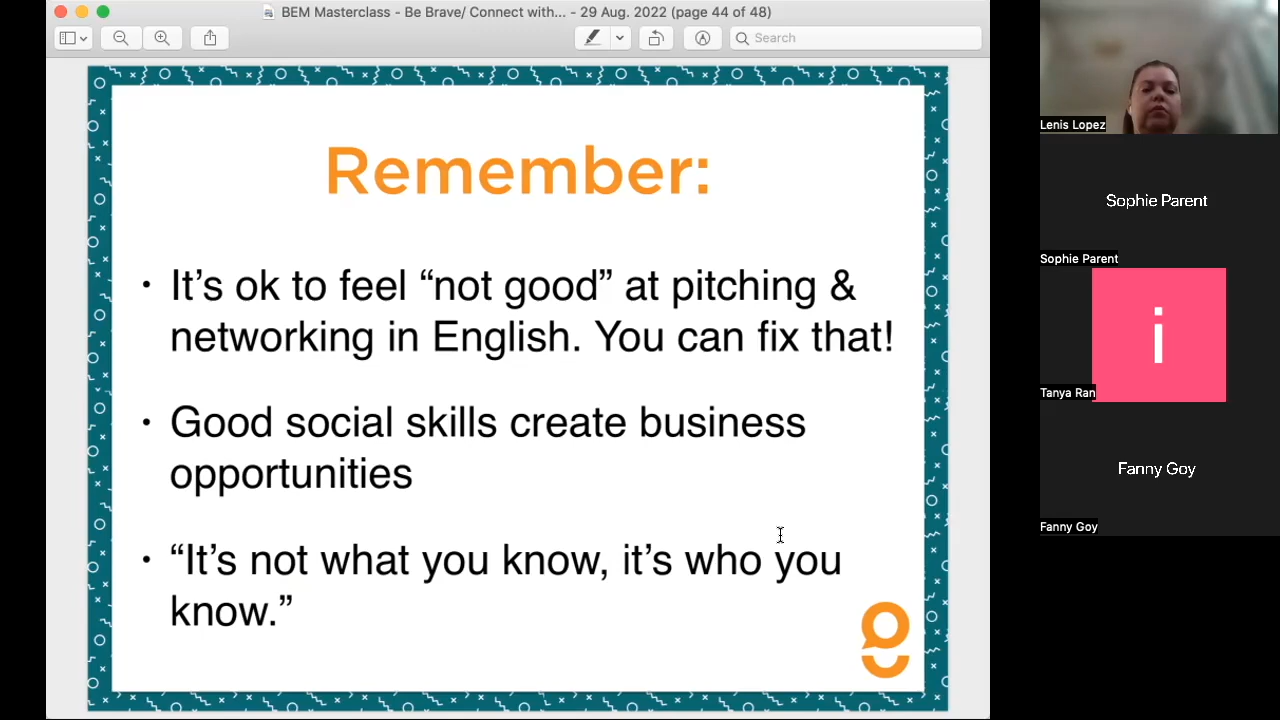 BEM Masterclass - Be Brave/ Connect with... - 29 Aug. 2022 (page 44 of 48)
Search
Remember:
• It’s ok to feel “not good” at pitching &
networking in English. You can fix that!
• Good social skills create business
opportunities
• “It’s not what you know, it’s who you
know.”
Lenis Lopez
Sophie Parent
Sophie Parent
i
Tanya Ran
Fanny Goy
Fanny Goy